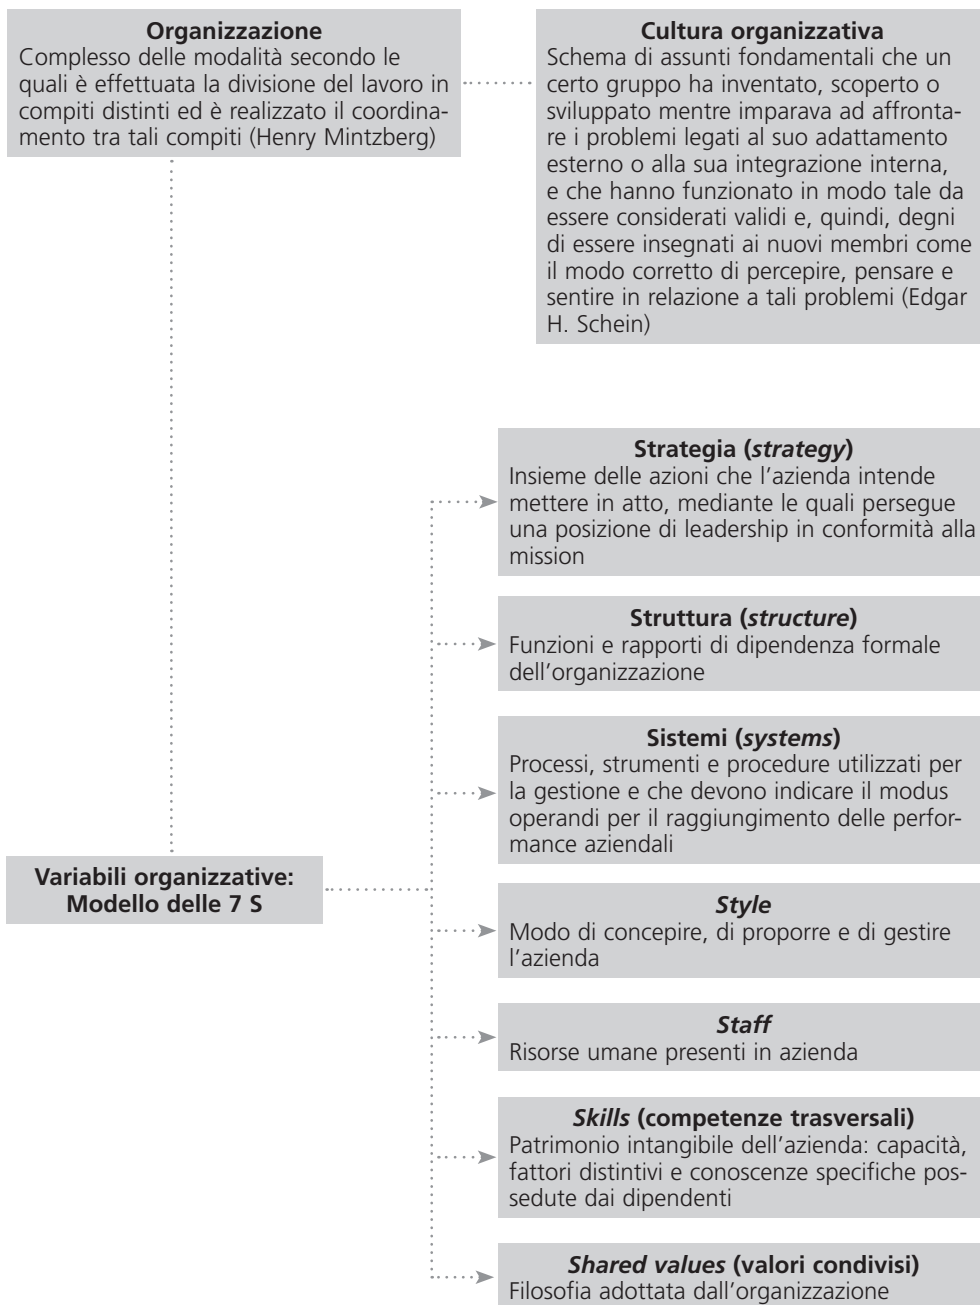 Organizzazione
Complesso delle modalità secondo le
quali è effettuata la divisione del lavoro in
compiti distinti ed è realizzato il coordina-
mento tra tali compiti (Henry Mintzberg)
Cultura organizzativa
Schema di assunti fondamentali che un
certo gruppo ha inventato, scoperto o
sviluppato mentre imparava ad affronta-
re i problemi legati al suo adattamento
esterno o alla sua integrazione interna,
e che hanno funzionato in modo tale da
essere considerati validi e, quindi, degni
di essere insegnati ai nuovi membri come
il modo corretto di percepire, pensare e
sentire in relazione a tali problemi (Edgar
H. Schein)
Variabili organizzative:
Modello delle 7 S
Strategia (strategy)
Insieme delle azioni che l’azienda intende
mettere in atto, mediante le quali persegue
una posizione di leadership in conformità alla
mission
Struttura (structure)
Funzioni e rapporti di dipendenza formale
dell’organizzazione
Sistemi (systems)
Processi, strumenti e procedure utilizzati per
la gestione e che devono indicare il modus
operandi per il raggiungimento delle perfor-
mance aziendali
Style
Modo di concepire, di proporre e di gestire
l’azienda
Staff
Risorse umane presenti in azienda
Skills (competenze trasversali)
Patrimonio intangibile dell’azienda: capacità,
fattori distintivi e conoscenze specifiche pos-
sedute dai dipendenti
Shared values (valori condivisi)
Filosofia adottata dall’organizzazione